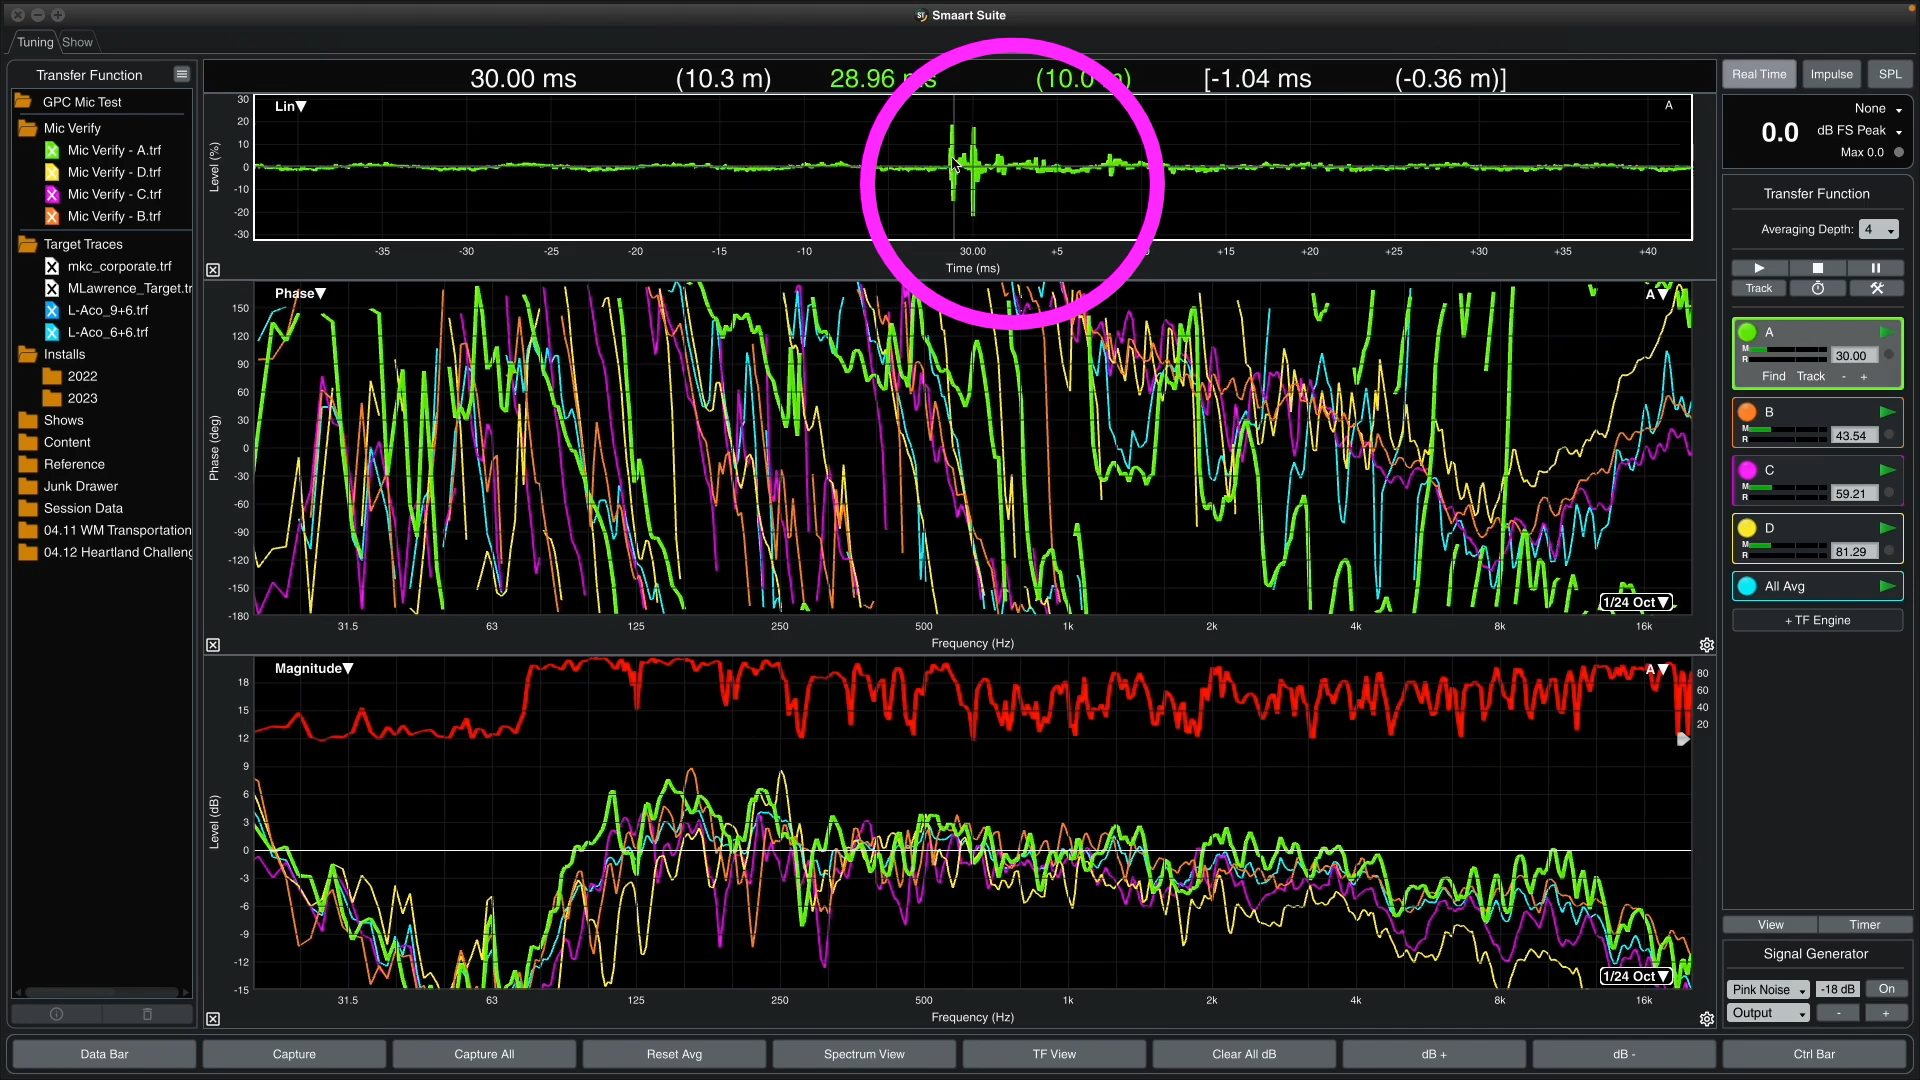 Smaart Suite
Tuning
Show
Transfer Function
GPC Mic Test
Mic Verify
Mic Verify - A.trf
Mic Verify - D.trf
Mic Verify - C.trf
Mic Verify - B.trf
Target Traces
mkc_corporate.trf
MLawrence_Target.tr
L-Aco_9+6.trf
L-Aco_6+6.trf
Installs
2022
2023
Shows
Content
Reference
Junk Drawer
Session Data
04.11 WM Transportation
04.12 Heartland Challeng
30.00 ms (10.3 m) 28.96 (10.0 [-1.04 ms (-0.36 m)]
Lin▼ A
Level (%)
30
20
10
0
-10
-20
-30
-35 -30 -25 -20 -15 -10 30.00 +5 +15 +20 +25 +30 +35 +40
Time (ms)
Phase▼ A▼
Phase (deg)
150
120
90
60
30
0
-30
-60
-90
-120
-150
-180
1/24 Oct▼
31.5 63 125 250 500 1k 2k 4k 8k 16k
Frequency (Hz)
Magnitude▼ A▼
Level (dB)
18
15
12
9
6
3
0
-3
-6
-9
-12
-15
80
60
40
20
1/24 Oct▼
31.5 63 125 250 500 1k 2k 4k 8k 16k
Frequency (Hz)
Real Time Impulse SPL
None
0.0 dB FS Peak
Max 0.0
Transfer Function
Averaging Depth: 4
Track
A
M
R 30.00
Find Track - +
B
M
R 43.54
C
M
R 59.21
D
M
R 81.29
All Avg
+ TF Engine
View Timer
Signal Generator
Pink Noise -18 dB On
Output - +
Data Bar Capture Capture All Reset Avg Spectrum View TF View Clear All dB dB + dB - Ctrl Bar